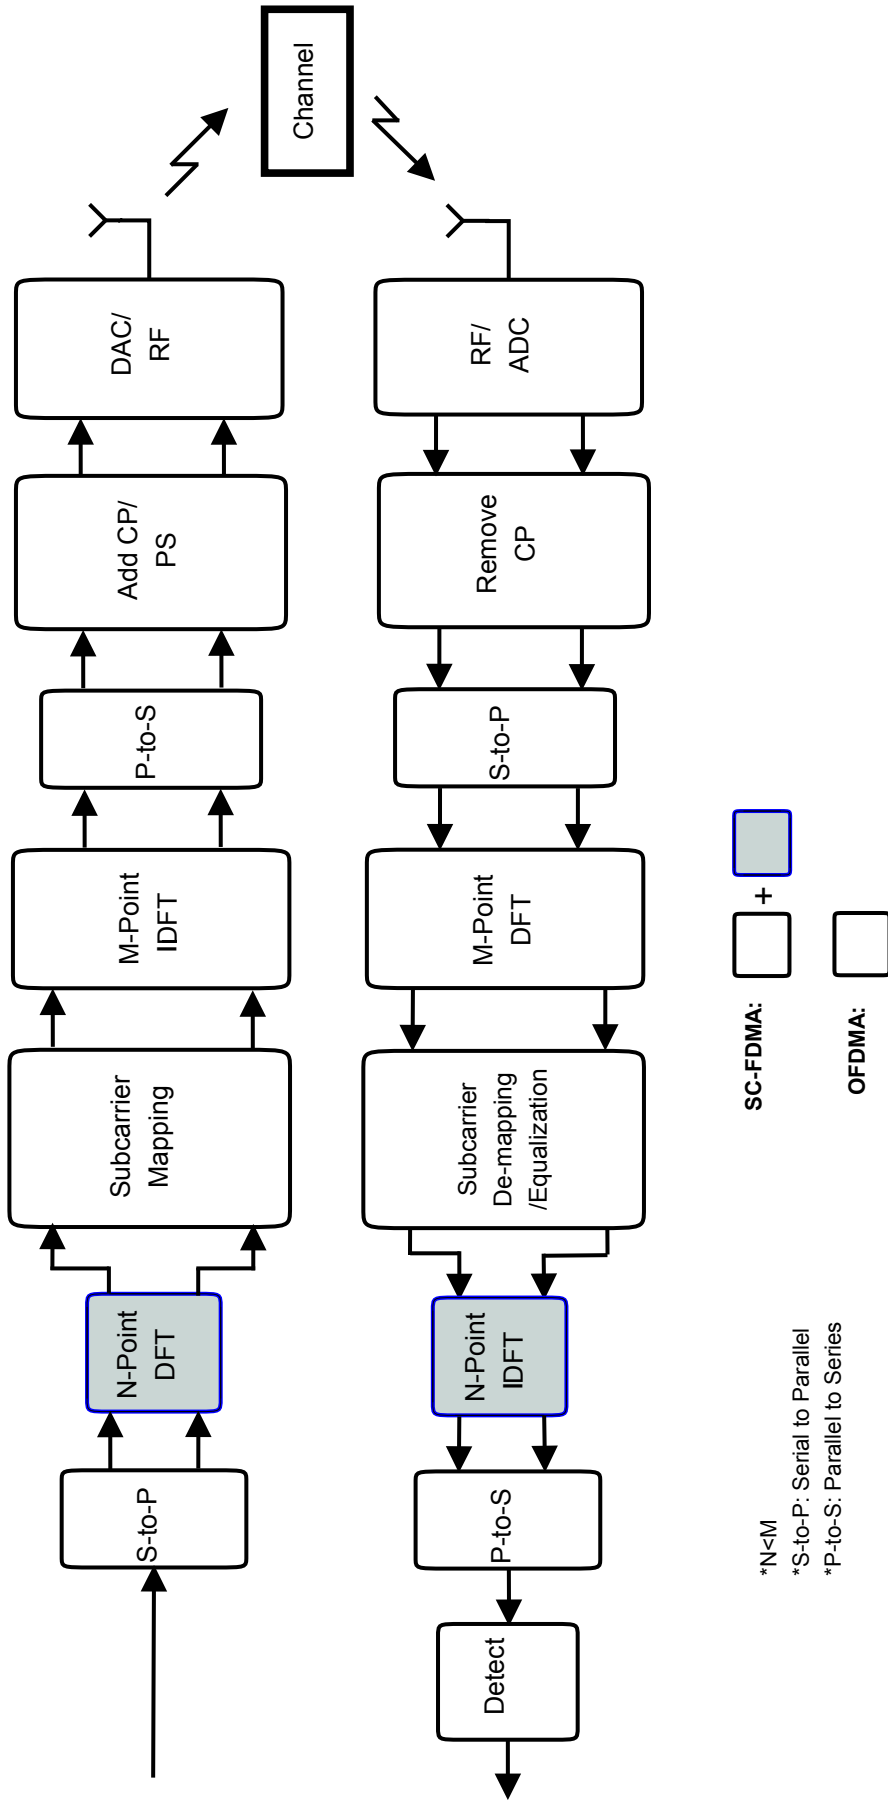 S-to-P
N-Point
DFT
Subcarrier
Mapping
M-Point
IDFT
P-to-S
Add CP/
PS
DAC/
RF
Channel
Detect
P-to-S
N-Point
IDFT
Subcarrier
De-mapping
/Equalization
M-Point
DFT
S-to-P
Remove
CP
RF/
ADC
*N<M
*S-to-P: Serial to Parallel
*P-to-S: Parallel to Series
SC-FDMA: +
OFDMA: